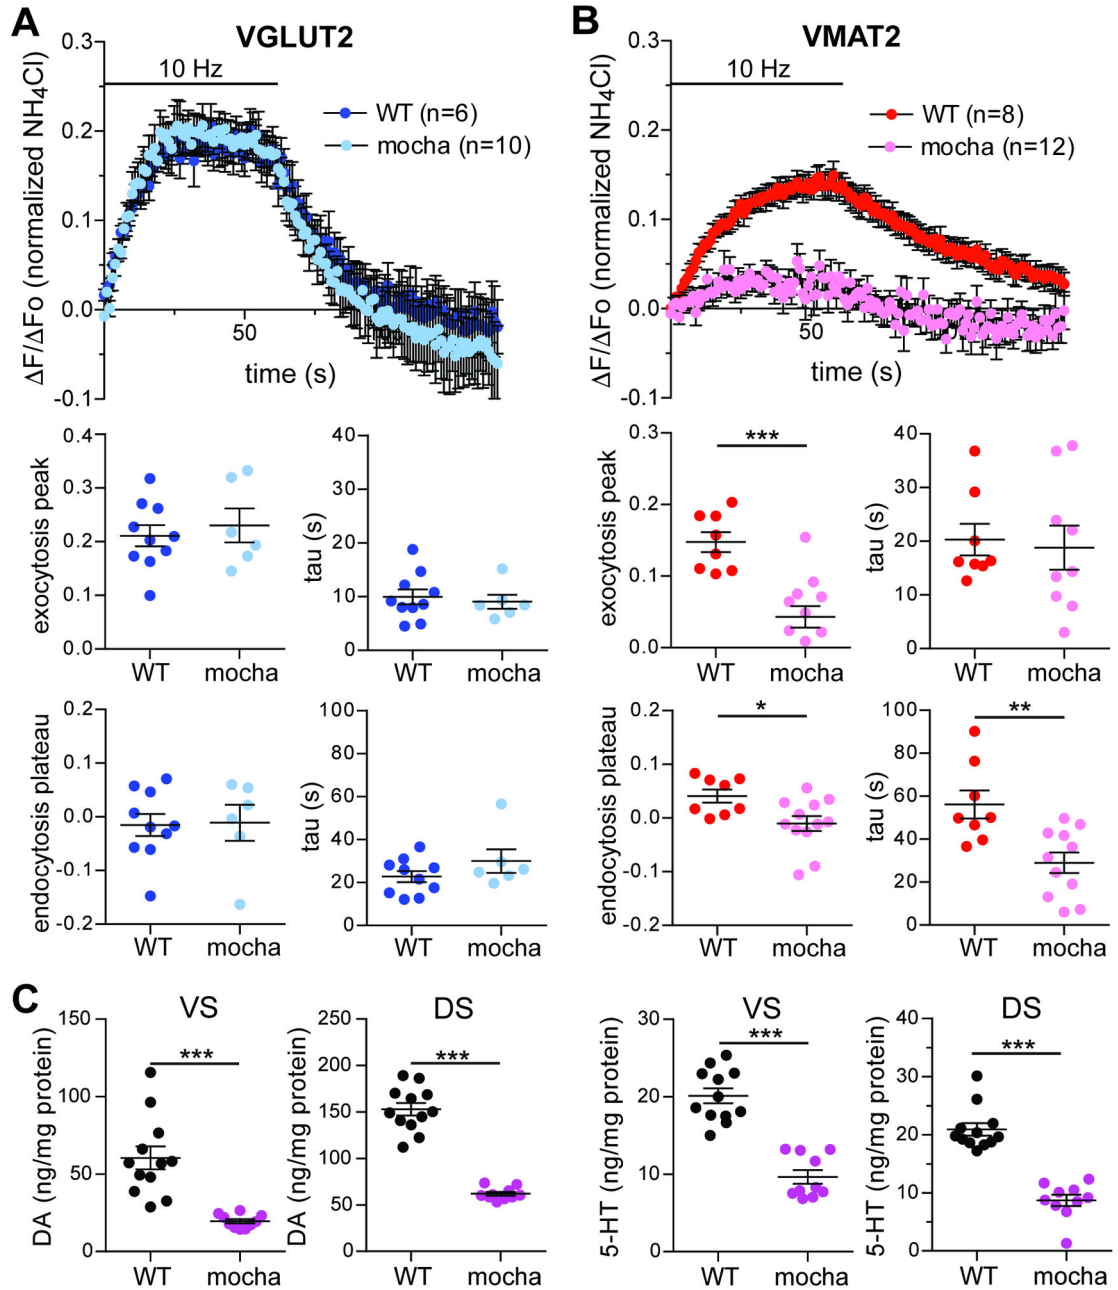 A
VGLUT2
ΔF/ΔFo (normalized NH4Cl)
0.3
0.2
0.1
0.0
-0.1
10 Hz
WT (n=6)
mocha (n=10)
50
time (s)
B
VMAT2
ΔF/ΔFo (normalized NH4Cl)
0.3
0.2
0.1
0.0
-0.1
10 Hz
WT (n=8)
mocha (n=12)
50
time (s)
exocytosis peak
0.4
0.3
0.2
0.1
0.0
WT mocha
tau (s)
40
30
20
10
0
WT mocha
exocytosis peak
0.3
0.2
0.1
0.0
***
WT mocha
tau (s)
40
30
20
10
0
WT mocha
endocytosis plateau
0.2
0.1
0.0
-0.1
-0.2
WT mocha
tau (s)
100
80
60
40
20
0
WT mocha
endocytosis plateau
0.2
0.1
0.0
-0.1
-0.2
*
WT mocha
tau (s)
100
80
60
40
20
0
**
WT mocha
C
VS
DA (ng/mg protein)
150
100
50
0
***
WT mocha
DS
DA (ng/mg protein)
250
200
150
100
50
0
***
WT mocha
VS
5-HT (ng/mg protein)
30
20
10
0
***
WT mocha
DS
5-HT (ng/mg protein)
40
30
20
10
0
***
WT mocha